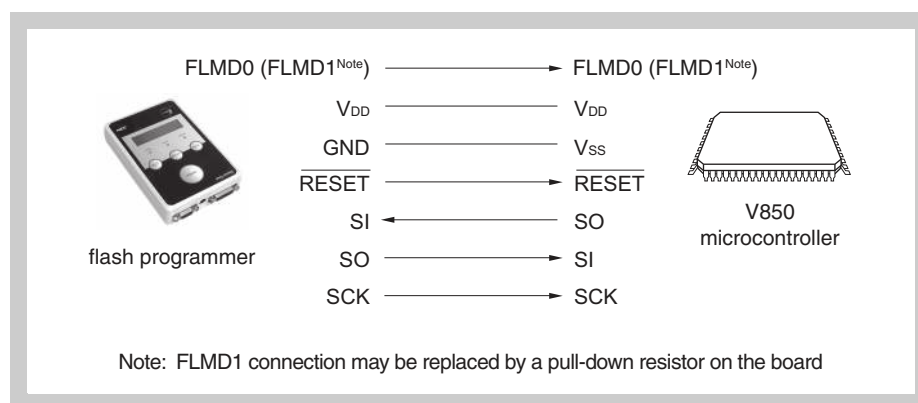 FLMD0 (FLMD1Note) FLMD0 (FLMD1Note)
VDD VDD
GND VSS
RESET RESET
SI SO
SO SI
SCK SCK
flash programmer
V850
microcontroller
Note: FLMD1 connection may be replaced by a pull-down resistor on the board